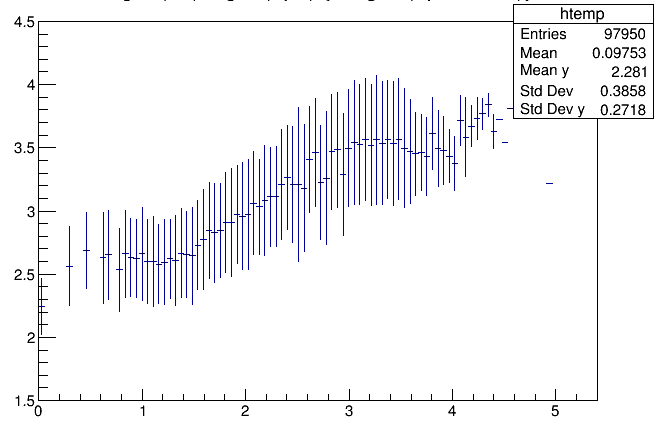 htemp
Entries 97950
Mean 0.09753
Mean y 2.281
Std Dev 0.3858
Std Dev y 0.2718
4.5
4
3.5
3
2.5
2
1.5
0 1 2 3 4 5